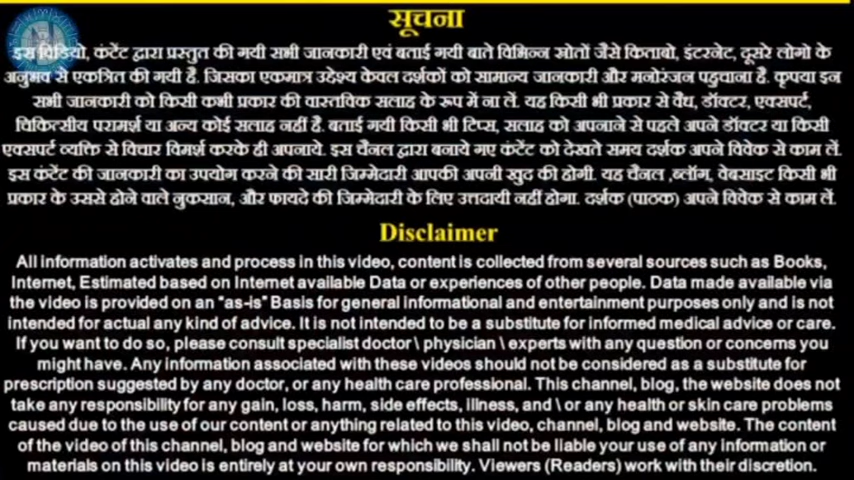 सूचना
इस विडियो, कंटेंट द्वारा प्रस्तुत की गयी सभी जानकारी एवं बताई गयी बाते विभिन्न स्रोतों जैसे किताबो, इंटरनेट, दूसरे लोगो के
अनुभव से एकत्रित की गयी है. जिसका एकमात्र उद्देश्य केवल दर्शकों को सामान्य जानकारी और मनोरंजन पहुचाना है. कृपया इन
सभी जानकारी को किसी कभी प्रकार की वास्तविक सलाह के रूप में ना लें. यह किसी भी प्रकार से वैध, डॉक्टर, एक्सपर्ट,
चिकित्सीय परामर्श या अन्य कोई सलाह नहीं है. बताई गयी किसी भी टिप्स, सलाह को अपनाने से पहले अपने डॉक्टर या किसी
एक्सपर्ट व्यक्ति से विचार विमर्श करके ही अपनाये. इस चैनल द्वारा बनाये गए कंटेंट को देखते समय दर्शक अपने विवेक से काम लें.
इस कंटेंट की जानकारी का उपयोग करने की सारी जिम्मेदारी आपकी अपनी खुद की होगी. यह चैनल ,ब्लॉग, वेबसाइट किसी भी
प्रकार के उससे होने वाले नुकसान, और फायदे की जिम्मेदारी के लिए उत्तदायी नहीं होगा. दर्शक (पाठक) अपने विवेक से काम लें.
Disclaimer
All information activates and process in this video, content is collected from several sources such as Books,
Internet, Estimated based on Internet available Data or experiences of other people. Data made available via
the video is provided on an "as-is" Basis for general informational and entertainment purposes only and is not
intended for actual any kind of advice. It is not intended to be a substitute for informed medical advice or care.
If you want to do so, please consult specialist doctor \ physician \ experts with any question or concerns you
might have. Any information associated with these videos should not be considered as a substitute for
prescription suggested by any doctor, or any health care professional. This channel, blog, the website does not
take any responsibility for any gain, loss, harm, side effects, illness, and \ or any health or skin care problems
caused due to the use of our content or anything related to this video, channel, blog and website. The content
of the video of this channel, blog and website for which we shall not be liable your use of any information or
materials on this video is entirely at your own responsibility. Viewers (Readers) work with their discretion.